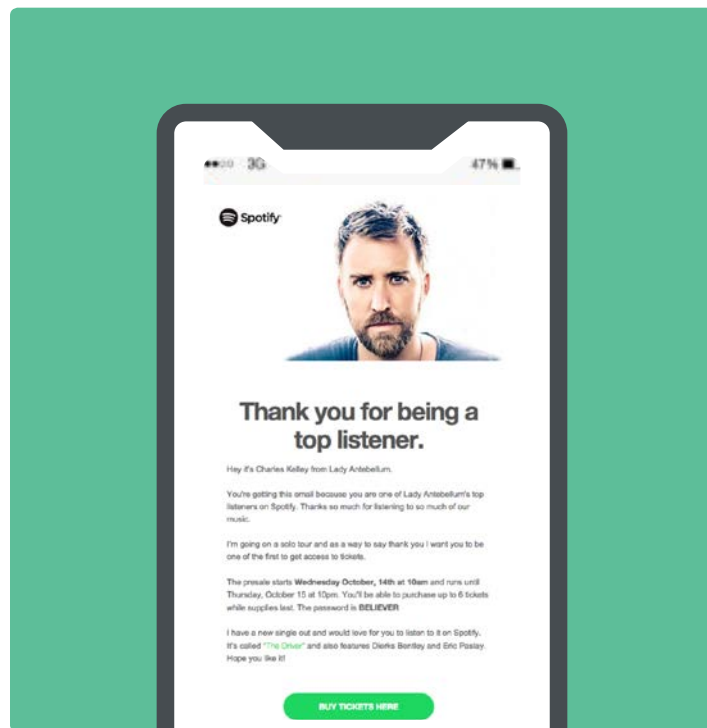 3G 47%
Spotify
Thank you for being a
top listener.
Hey it's Charles Kelley from Lady Antebellum.
You're getting this email because you are one of Lady Antebellum's top
listeners on Spotify. Thanks so much for listening to so much of our
music.
I'm going on a solo tour and as a way to say thank you I want you to be
one of the first to get access to tickets.
The presale starts Wednesday October, 14th at 10am and runs until
Thursday, October 15 at 10pm. You'll be able to purchase up to 6 tickets
while supplies last. The password is BELIEVER
I have a new single out and would love for you to listen to it on Spotify.
It's called "The Driver" and also features Dierks Bentley and Eric Paslay.
Hope you like it!
BUY TICKETS HERE